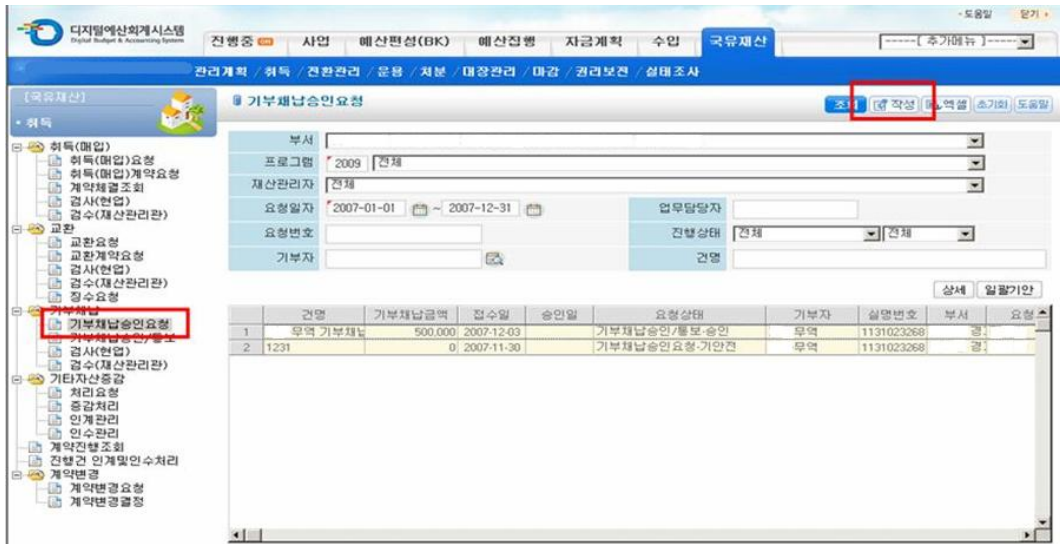 디지털예산회계시스템
Digital Budget & Accounting System
도움말 닫기
진행중 사업 예산편성(BK) 예산집행 자금계획 수입 국유재산
------[ 추가메뉴 ]------
관리계획 / 취득 / 전환관리 / 운용 / 처분 / 대장관리 / 마감 / 권리보전 / 실태조사
[국유재산]
• 취득
취득(매입)
취득(매입)요청
취득(매입)계약요청
계약체결조회
검사(현업)
검수(재산관리관)
교환
교환요청
교환계약요청
검사(현업)
검수(재산관리관)
징수요청
기부채납
기부채납승인요청
기부채납승인/통보
검사(현업)
검수(재산관리관)
기타자산증감
처리요청
증감처리
인계관리
인수관리
계약진행조회
진행건 인계및인수처리
계약변경
계약변경요청
계약변경결정
기부채납승인요청
조회 작성 엑셀 초기화 도움말
부서
프로그램 2009 전체
재산관리자 전체
요청일자 2007-01-01 ~ 2007-12-31 업무담당자
요청번호 진행상태 전체 전체
기부자 건명
상세 일괄기안
건명 기부채납금액 접수일 승인일 요청상태 기부자 실명번호 부서 요청
1 무역 기부채납 500,000 2007-12-03 기부채납승인/통보-승인 무역 1131023268 경기
2 1231 0 2007-11-30 기부채납승인요청-기안전 무역 1131023268